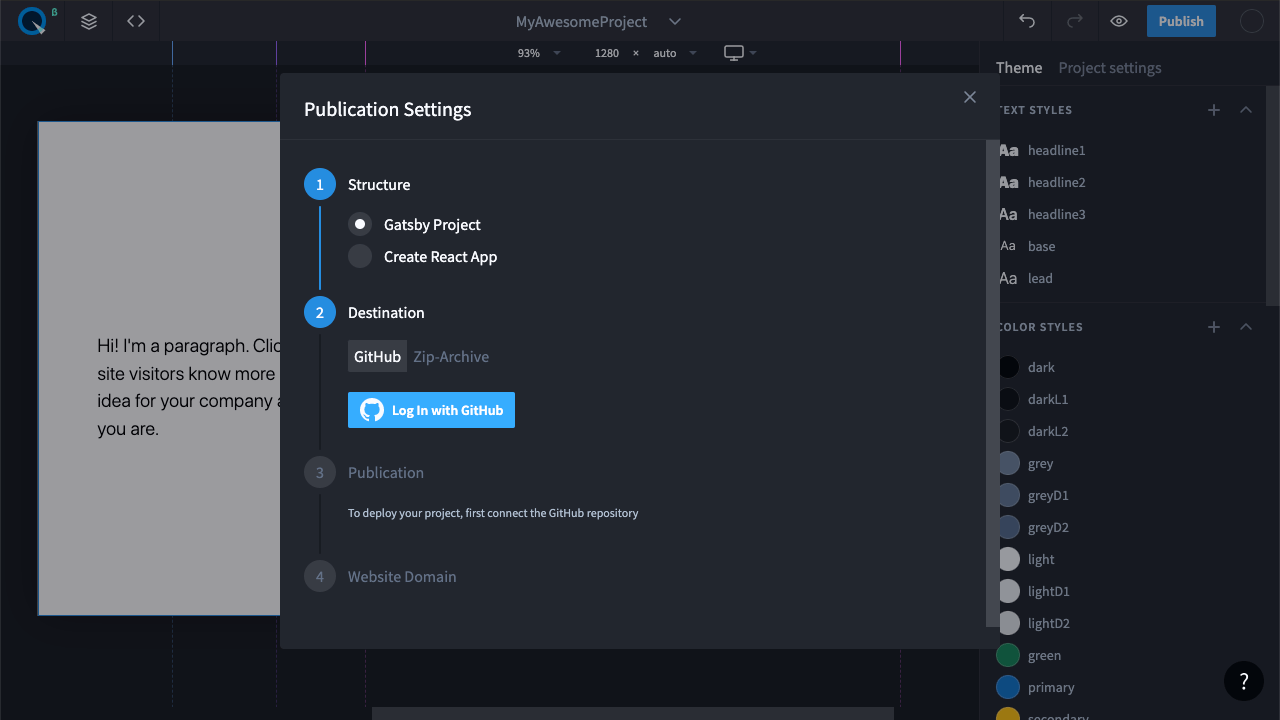 β
MyAwesomeProject
Publish
93%
1280 × auto
Theme Project settings
Publication Settings
1 Structure
Gatsby Project
Create React App
2 Destination
GitHub Zip-Archive
Log In with GitHub
3 Publication
To deploy your project, first connect the GitHub repository
4 Website Domain
Hi! I'm a paragraph. Clic
site visitors know more
idea for your company a
you are.
TEXT STYLES
Aa headline1
Aa headline2
Aa headline3
Aa base
Aa lead
COLOR STYLES
dark
darkL1
darkL2
grey
greyD1
greyD2
light
lightD1
lightD2
green
primary
secondary
?